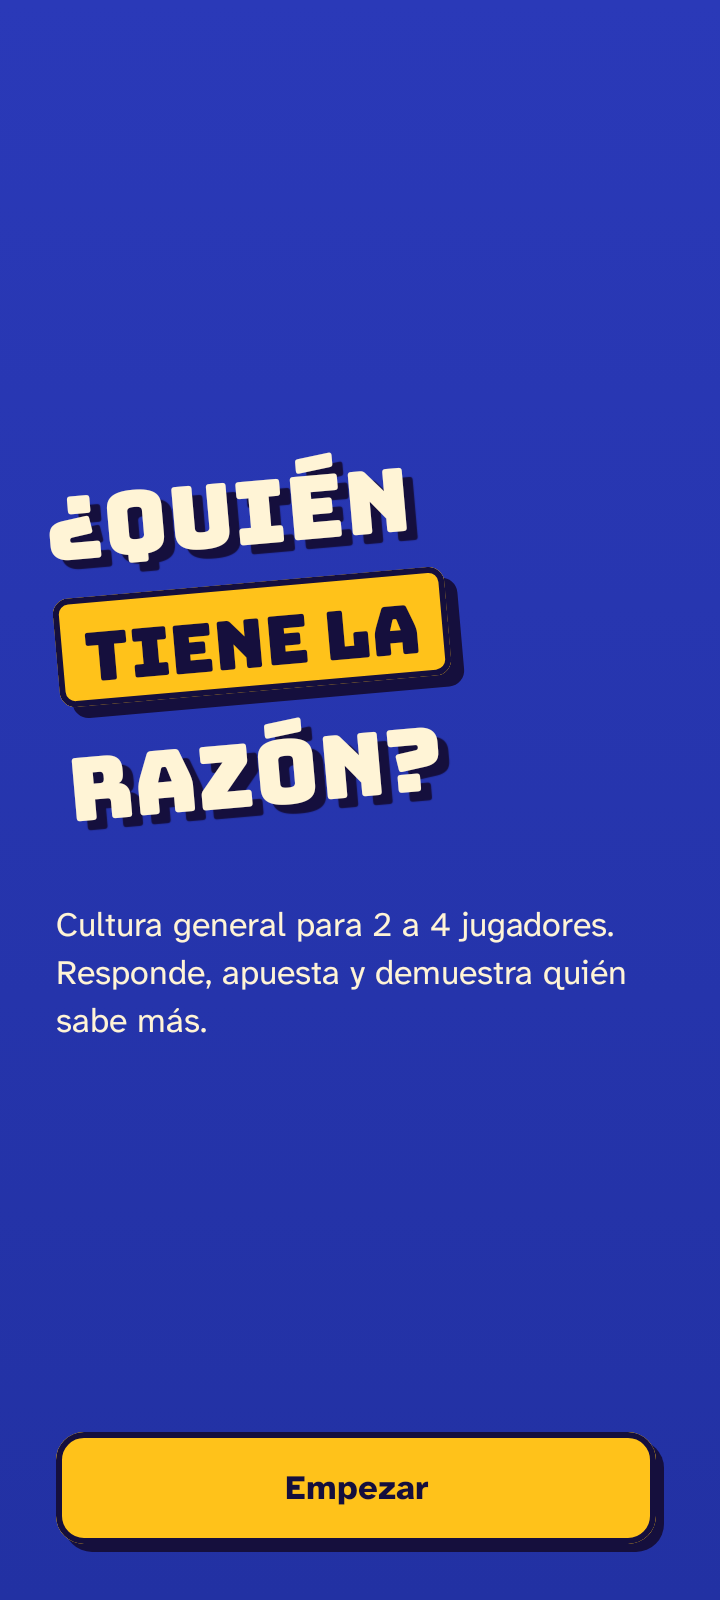 ¿QUIÉN
TIENE LA
RAZÓN?
Cultura general para 2 a 4 jugadores.
Responde, apuesta y demuestra quién
sabe más.
Empezar